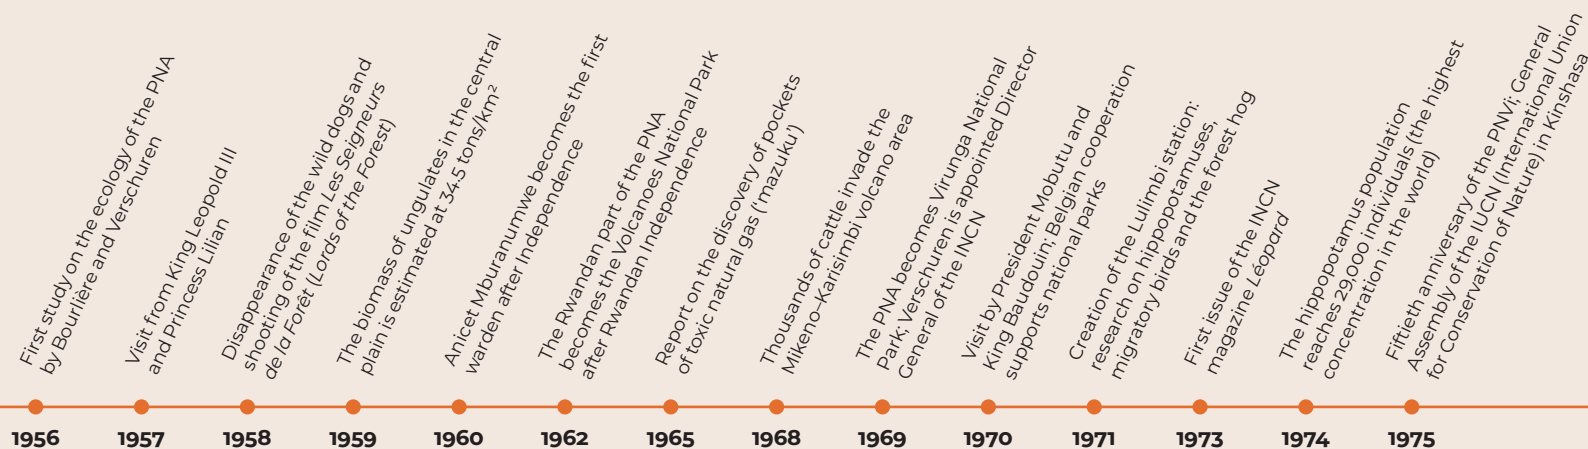 First study on the ecology of the PNA
by Bourlière and Verschuren
1956
Visit from King Leopold III
and Princess Lilian
1957
Disappearance of the wild dogs and
shooting of the film Les Seigneurs
de la Forêt (Lords of the Forest)
1958
The biomass of ungulates in the central
plain is estimated at 34.5 tons/km²
1959
Anicet Mburanumwe becomes the first
warden after Independence
1960
The Rwandan part of the PNA
becomes the Volcanoes National Park
after Rwandan Independence
1962
Report on the discovery of pockets
of toxic natural gas ('mazuku')
1965
Thousands of cattle invade the
Mikeno–Karisimbi volcano area
1968
The PNA becomes Virunga National
Park; Verschuren is appointed Director
General of the INCN
1969
Visit by President Mobutu and
King Baudouin; Belgian cooperation
supports national parks
1970
Creation of the Lulimbi station:
research on hippopotamuses,
migratory birds and the forest hog
1971
First issue of the INCN
magazine Léopard
1973
The hippopotamus population
reaches 29,000 individuals (the highest
concentration in the world)
1974
Fiftieth anniversary of the PNVi; General
Assembly of the IUCN (International Union
for Conservation of Nature) in Kinshasa
1975